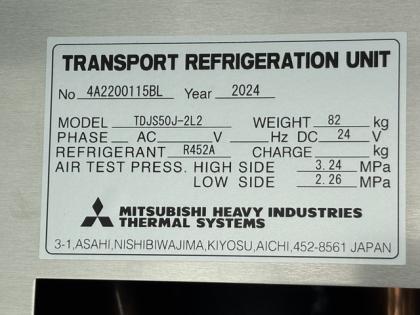 TRANSPORT REFRIGERATION UNIT
No 4A2200115BL Year 2024
MODEL TDJS50J-2L2 WEIGHT 82 kg
PHASE AC V Hz DC 24 V
REFRIGERANT R452A CHARGE kg
AIR TEST PRESS. HIGH SIDE 3.24 MPa
LOW SIDE 2.26 MPa
MITSUBISHI HEAVY INDUSTRIES
THERMAL SYSTEMS
3-1,ASAHI,NISHIBIWAJIMA,KIYOSU,AICHI,452-8561 JAPAN